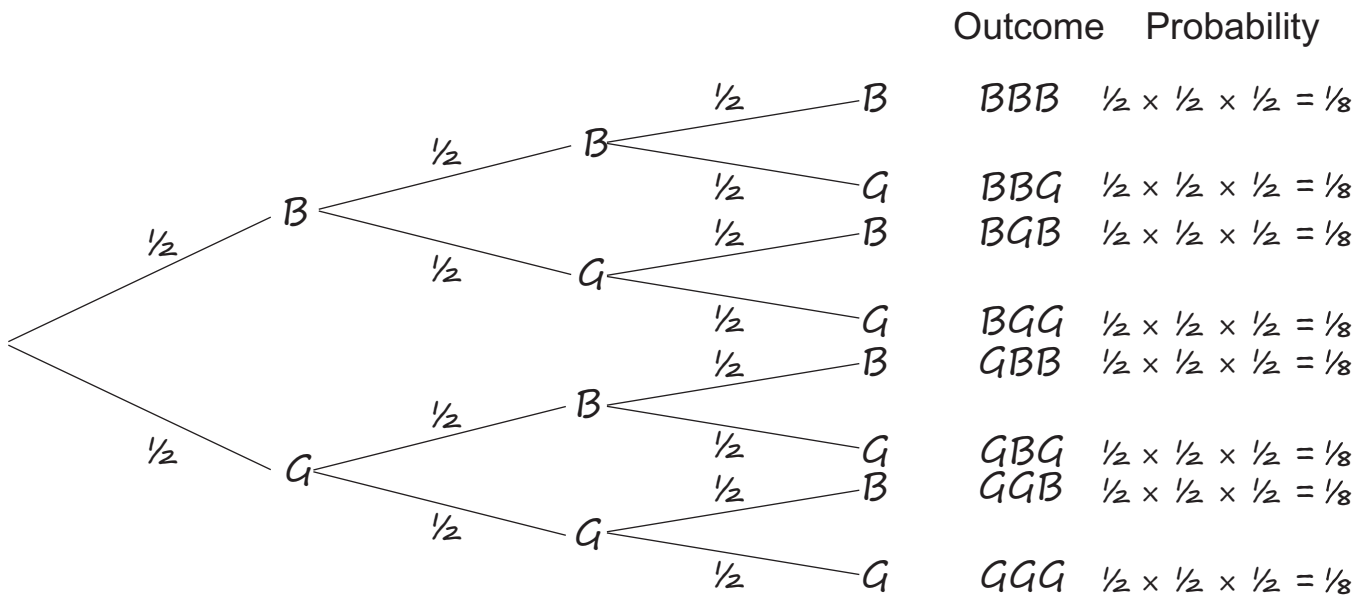 Outcome Probability
½ B BBB ½ × ½ × ½ = ⅛
½ B
½ G BBG ½ × ½ × ½ = ⅛
½ B
½ B BGB ½ × ½ × ½ = ⅛
½ G
½ G BGG ½ × ½ × ½ = ⅛
½ B GBB ½ × ½ × ½ = ⅛
½ B
½ G GBG ½ × ½ × ½ = ⅛
½ G
½ B GGB ½ × ½ × ½ = ⅛
½ G
½ G GGG ½ × ½ × ½ = ⅛